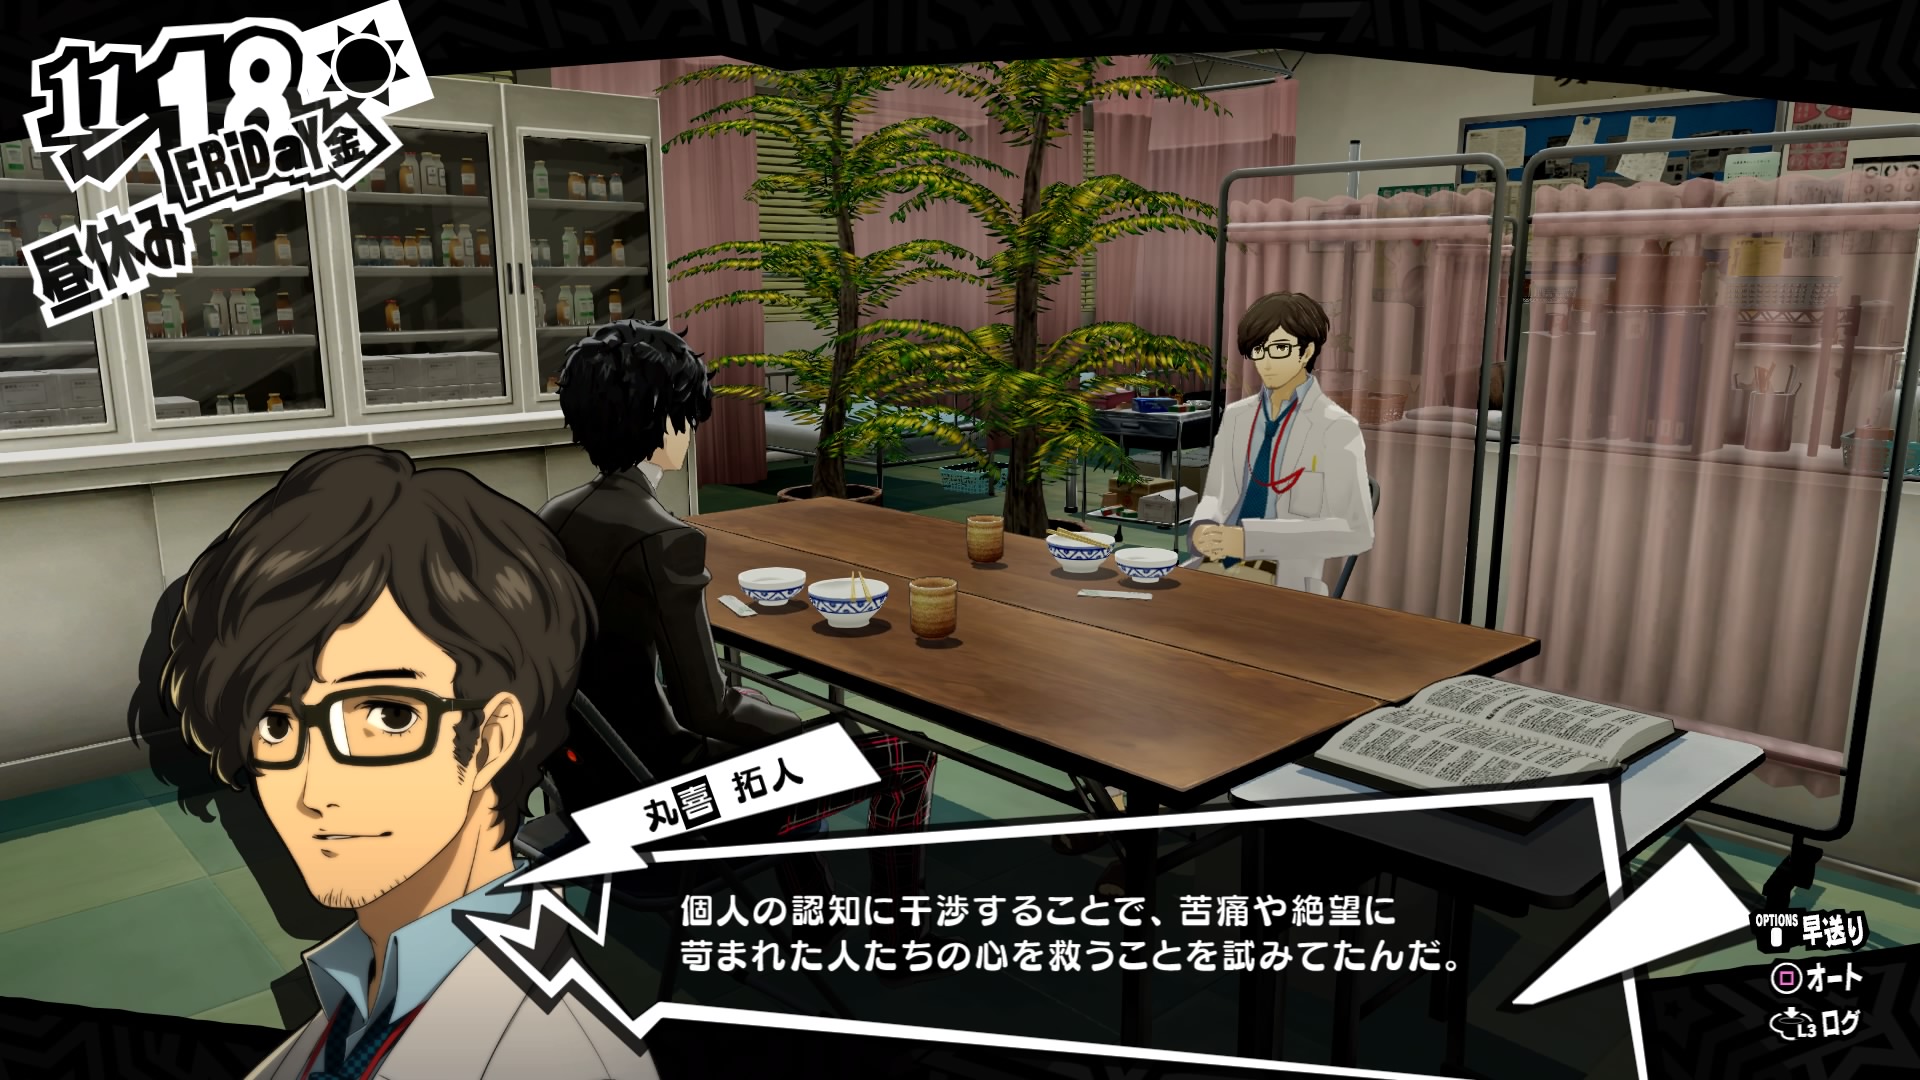 11/18
FRiDaY 金
昼休み
丸喜 拓人
個人の認知に干渉することで、苦痛や絶望に
苛まれた人たちの心を救うことを試みてたんだ。
OPTIONS 早送り
オート
L3 ログ